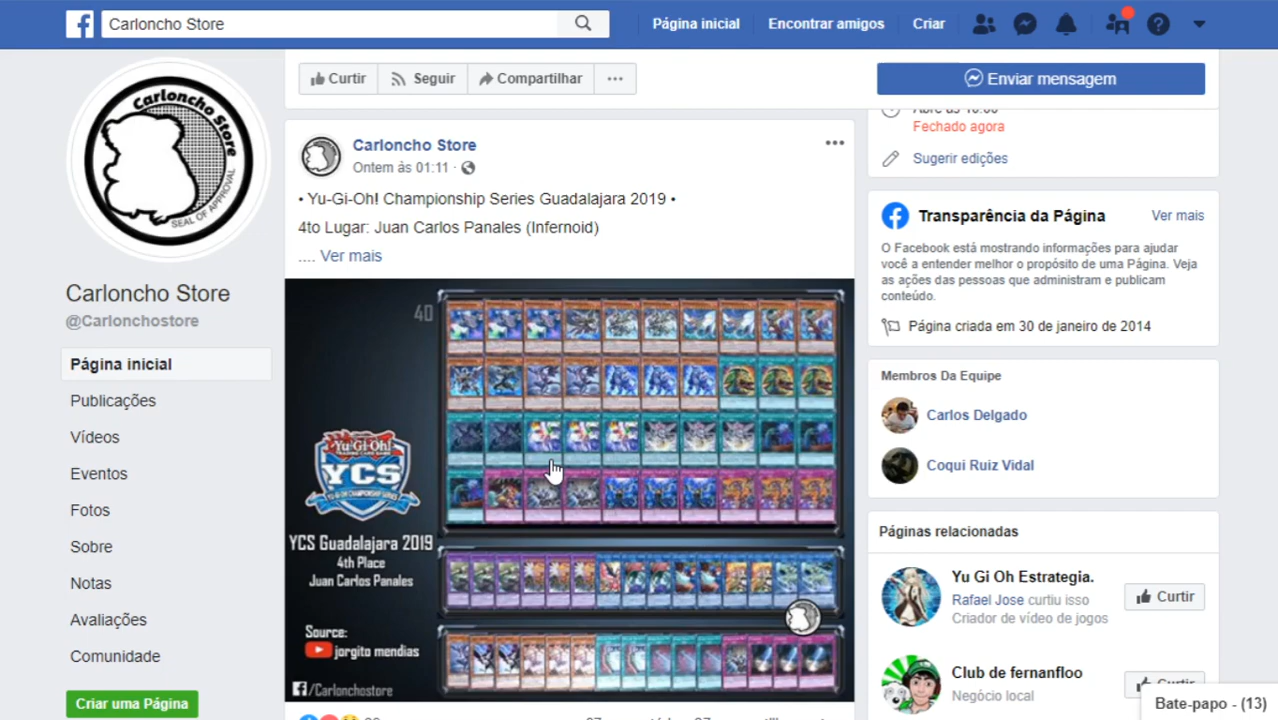 Carloncho Store
Página inicial
Encontrar amigos
Criar
Carloncho Store
SEAL OF APPROVAL
Carloncho Store
@Carlonchostore
Página inicial
Publicações
Vídeos
Eventos
Fotos
Sobre
Notas
Avaliações
Comunidade
Criar uma Página
Curtir
Seguir
Compartilhar
Enviar mensagem
Carloncho Store
Ontem às 01:11 ·
• Yu-Gi-Oh! Championship Series Guadalajara 2019 •
4to Lugar: Juan Carlos Panales (Infernoid)
.... Ver mais
40
Yu-Gi-Oh!
YCS
YU-GI-OH! CHAMPIONSHIP SERIES
YCS Guadalajara 2019
4th Place
Juan Carlos Panales
Source:
jorgito mendias
/Carlonchostore
Fechado agora
Sugerir edições
Transparência da Página
Ver mais
O Facebook está mostrando informações para ajudar
você a entender melhor o propósito de uma Página. Veja
as ações das pessoas que administram e publicam
conteúdo.
Página criada em 30 de janeiro de 2014
Membros Da Equipe
Carlos Delgado
Coqui Ruiz Vidal
Páginas relacionadas
Yu Gi Oh Estrategia.
Rafael Jose curtiu isso
Criador de vídeo de jogos
Curtir
Club de fernanfloo
Negócio local
Curtir
Bate-papo - (13)